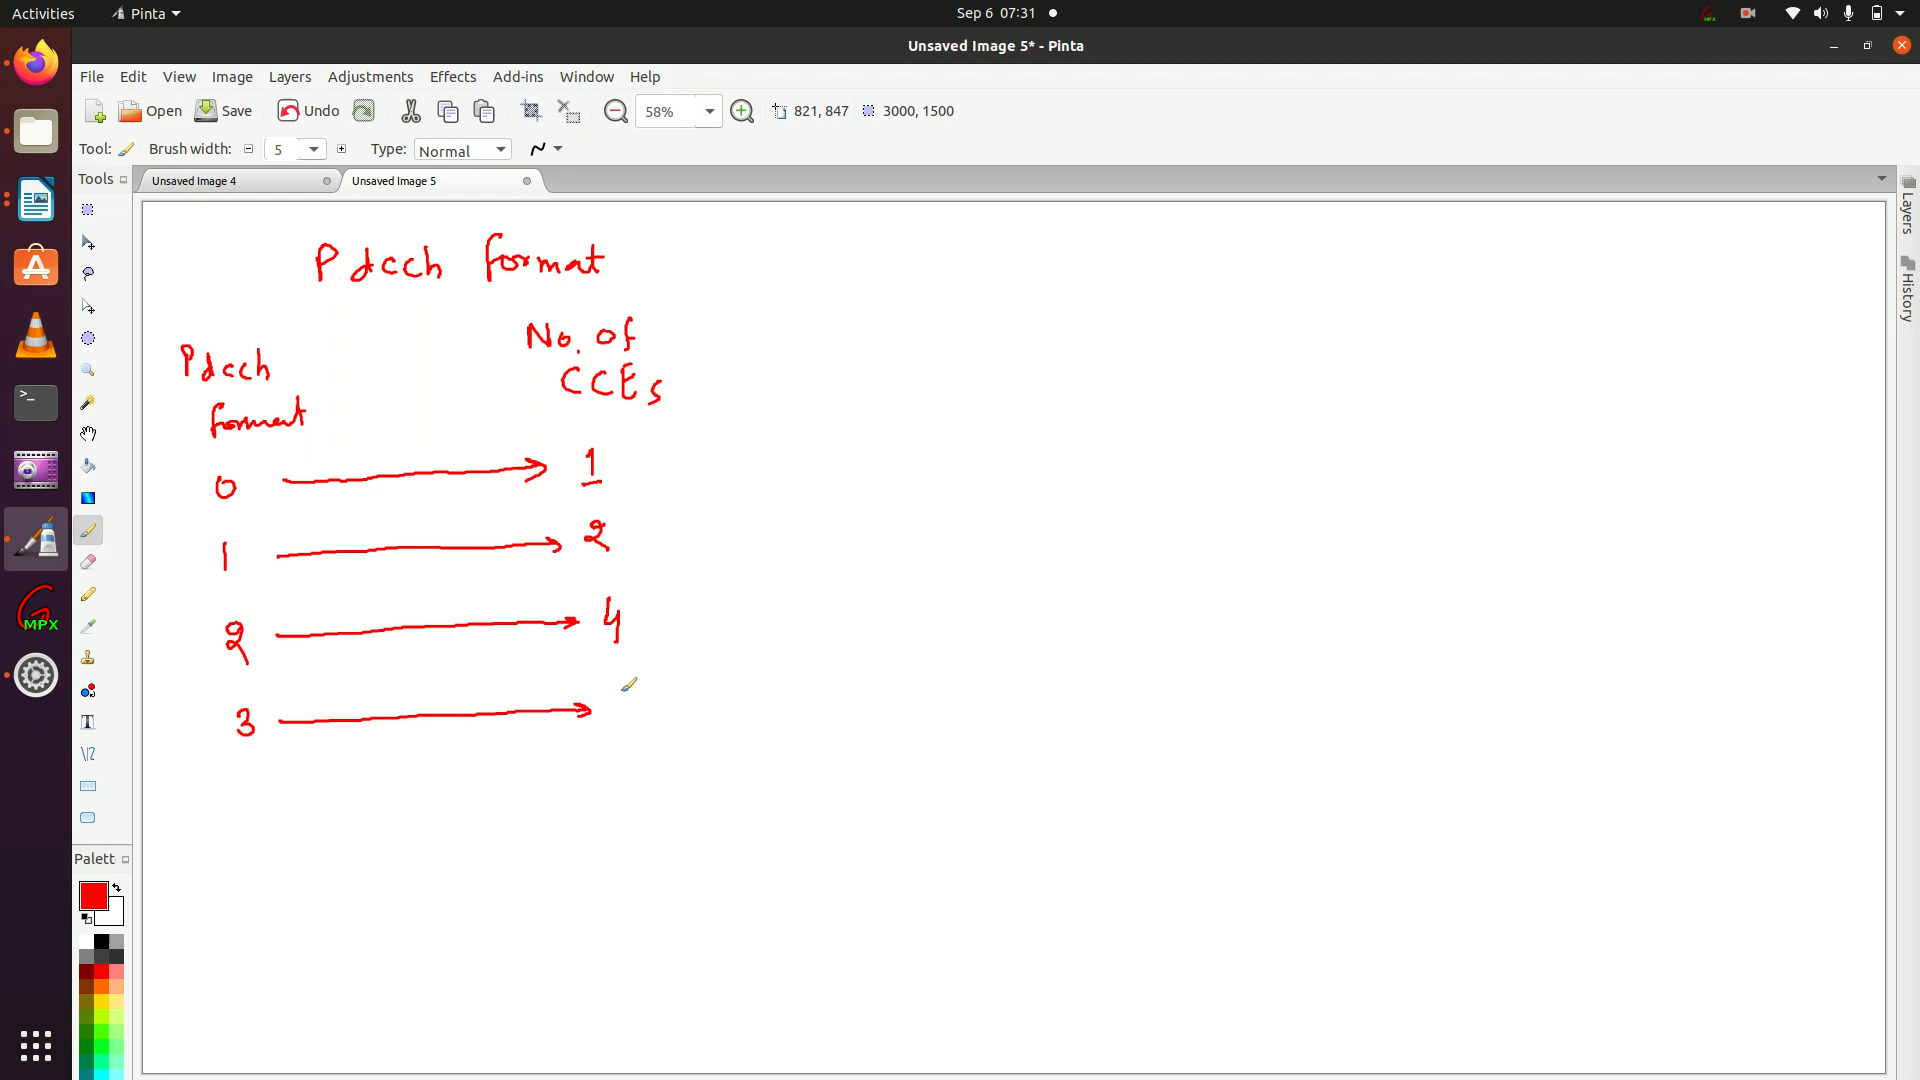 Activities Pinta Sep 6 07:31
Unsaved Image 5* - Pinta
File Edit View Image Layers Adjustments Effects Add-ins Window Help
Open Save Undo 58% 821, 847 3000, 1500
Tool: Brush width: 5 Type: Normal
Tools Unsaved Image 4 Unsaved Image 5
Layers
History
Pdcch format
No. of
CCEs
Pdcch
format
0 1
1 2
2 4
3
MPX
Palett